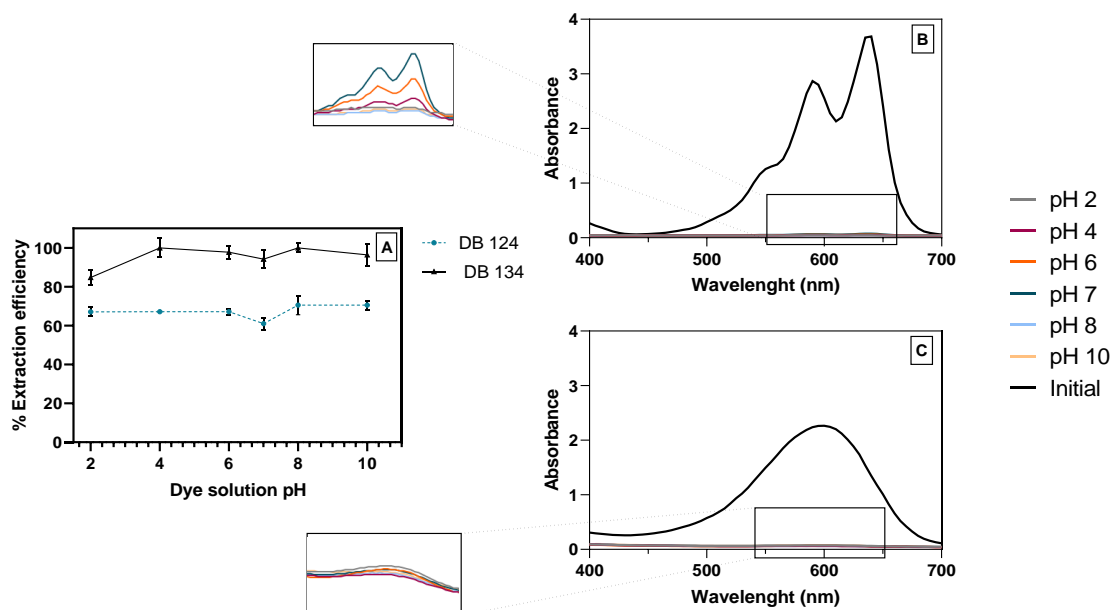 A
% Extraction efficiency
100
80
60
40
20
0
2
4
6
8
10
Dye solution pH
DB 124
DB 134
B
Absorbance
4
3
2
1
0
400
500
600
700
Wavelenght (nm)
C
Absorbance
4
3
2
1
0
400
500
600
700
Wavelenght (nm)
pH 2
pH 4
pH 6
pH 7
pH 8
pH 10
Initial